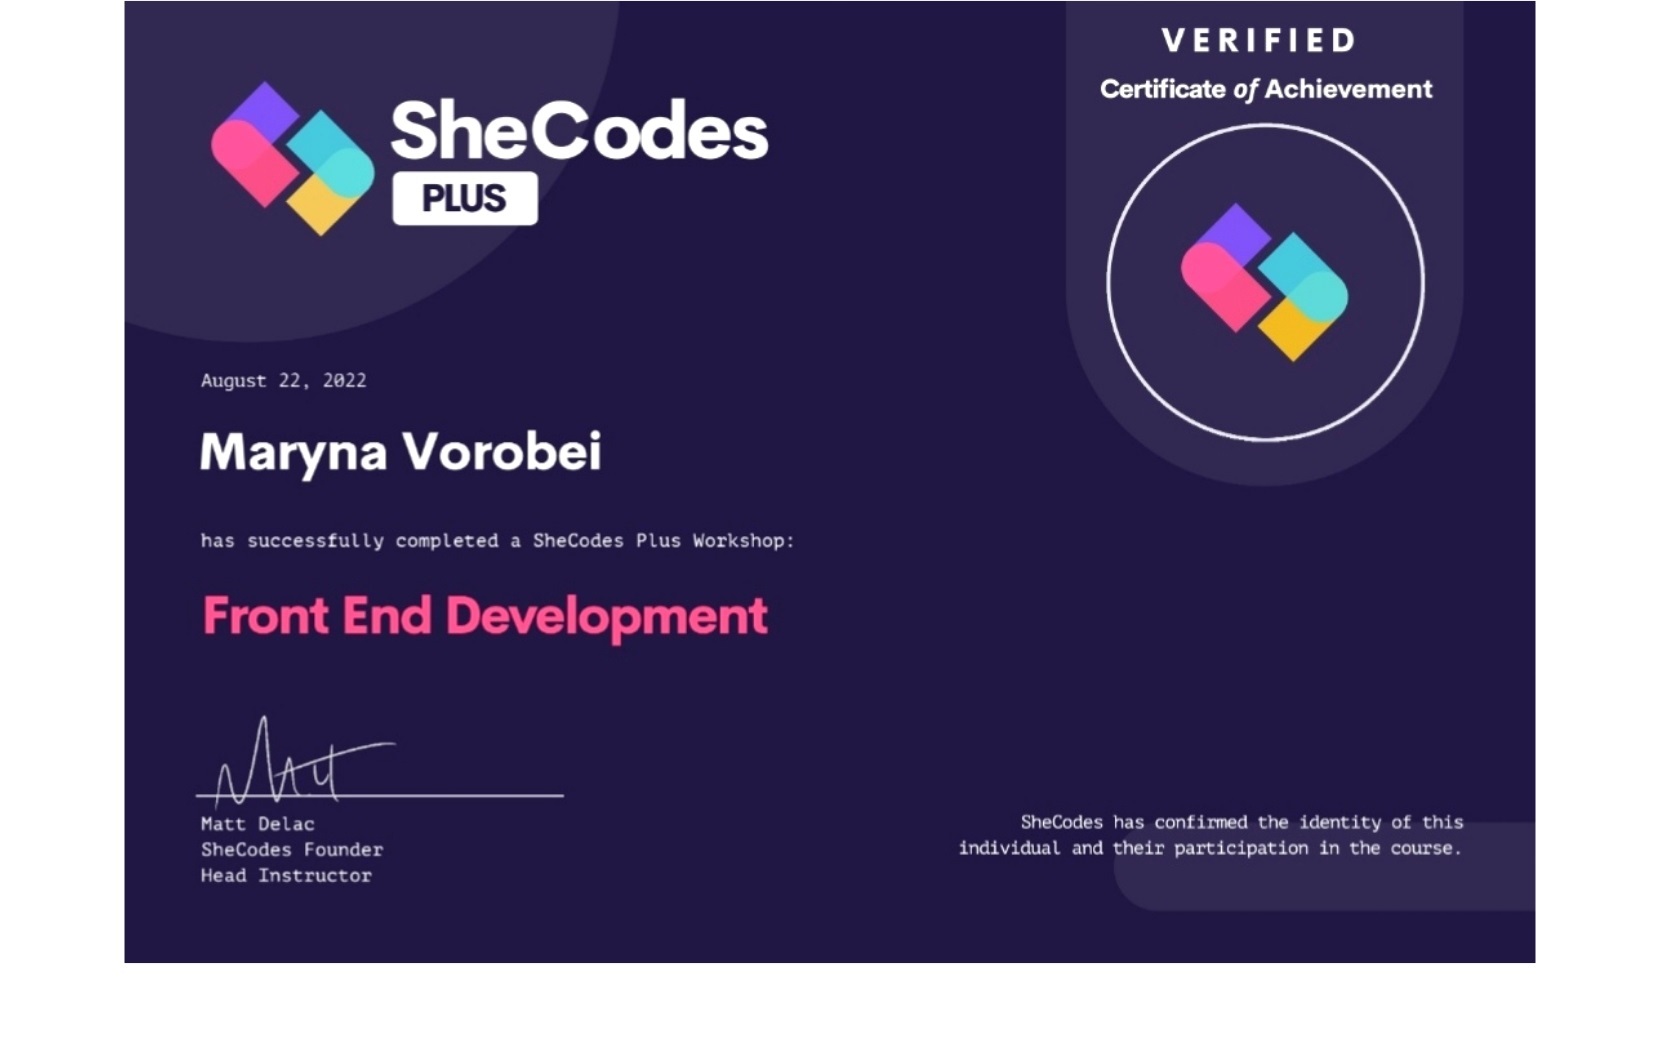 VERIFIED
Certificate of Achievement
SheCodes
PLUS
August 22, 2022
Maryna Vorobei
has successfully completed a SheCodes Plus Workshop:
Front End Development
Matt
Matt Delac
SheCodes Founder
Head Instructor
SheCodes has confirmed the identity of this
individual and their participation in the course.